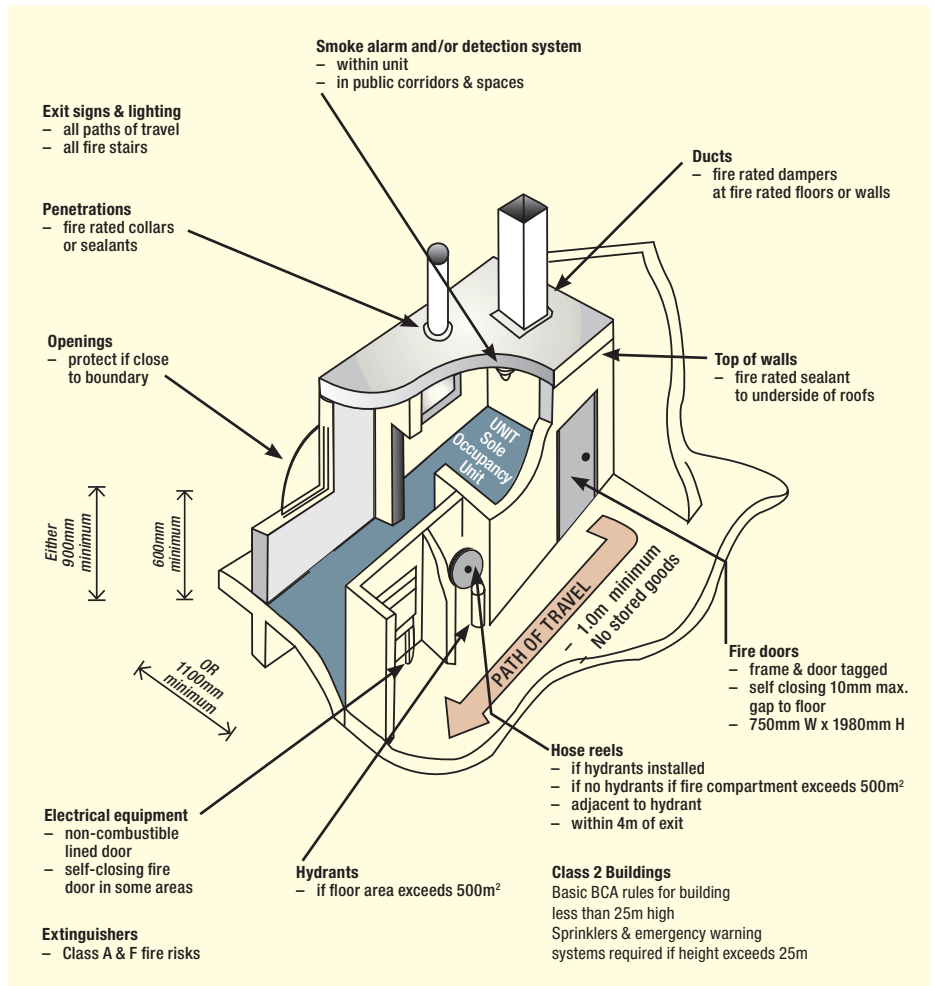 Smoke alarm and/or detection system
– within unit
– in public corridors & spaces
Exit signs & lighting
– all paths of travel
– all fire stairs
Ducts
– fire rated dampers
at fire rated floors or walls
Penetrations
– fire rated collars
or sealants
Openings
– protect if close
to boundary
Top of walls
– fire rated sealant
to underside of roofs
UNIT
Sole
Occupancy
Unit
Either
900mm
minimum
600mm
minimum
OR
1100mm
minimum
PATH OF TRAVEL
– 1.0m minimum
– No stored goods
Fire doors
– frame & door tagged
– self closing 10mm max.
gap to floor
– 750mm W x 1980mm H
Hose reels
– if hydrants installed
– if no hydrants if fire compartment exceeds 500m²
– adjacent to hydrant
– within 4m of exit
Electrical equipment
– non-combustible
lined door
– self-closing fire
door in some areas
Hydrants
– if floor area exceeds 500m²
Class 2 Buildings
Basic BCA rules for building
less than 25m high
Sprinklers & emergency warning
systems required if height exceeds 25m
Extinguishers
– Class A & F fire risks